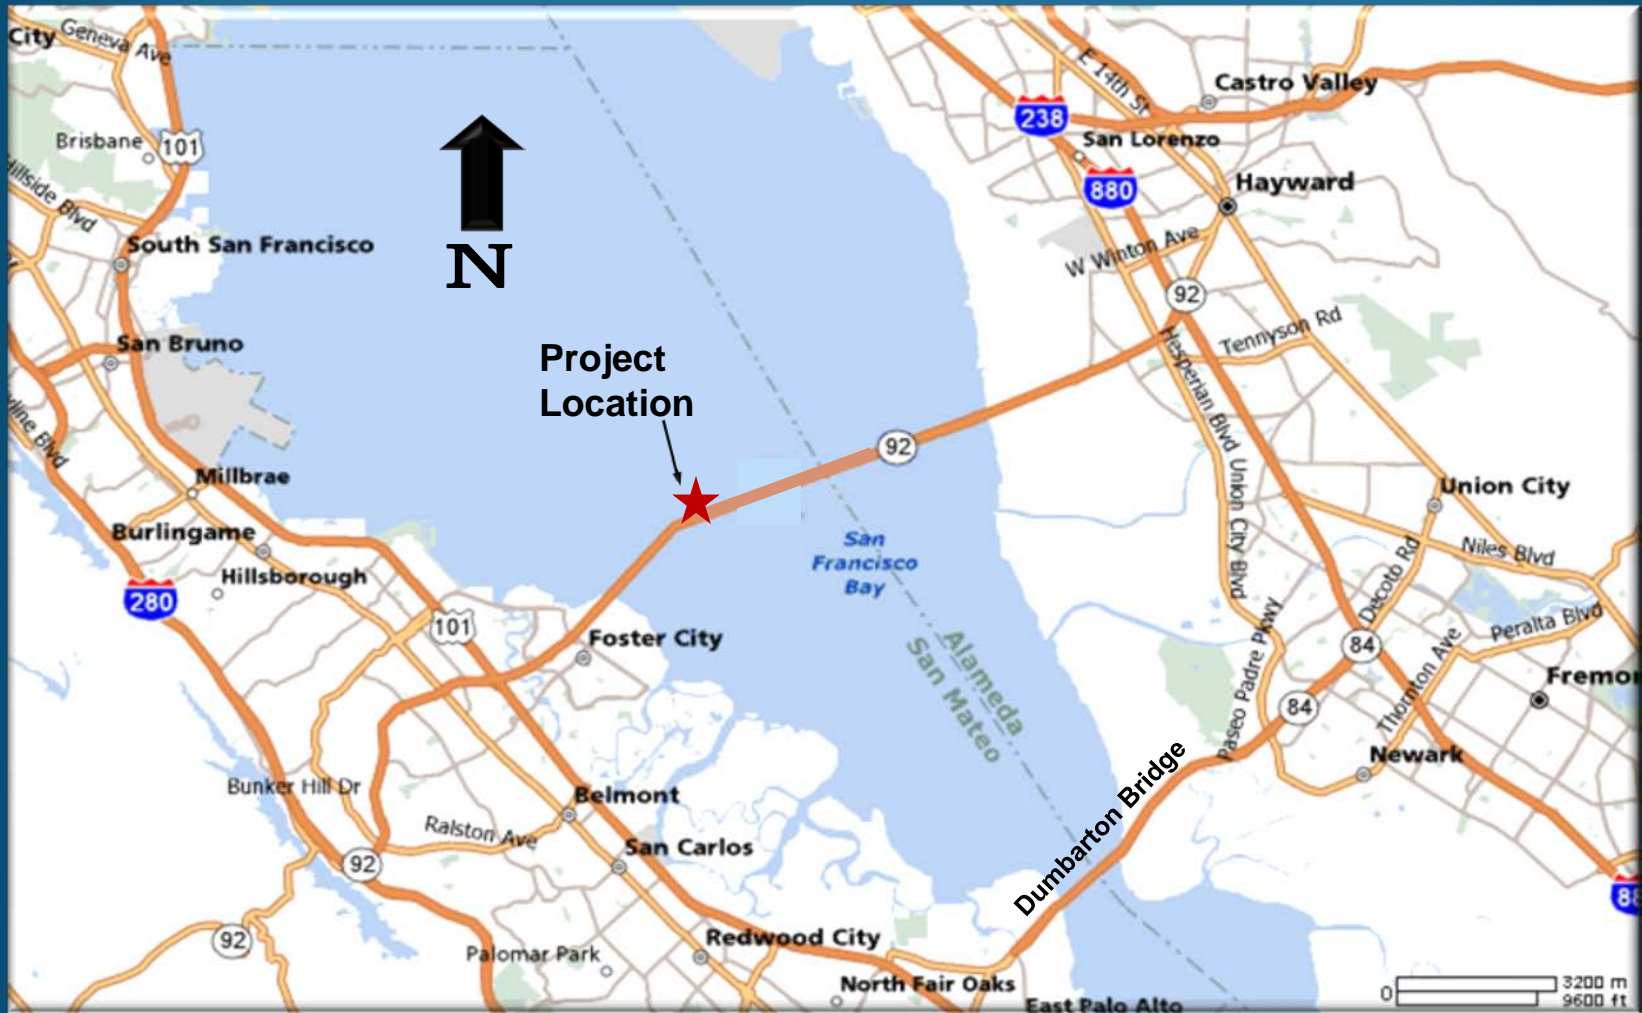 City
Geneva Ave
Brisbane
101
Hillside Blvd
South San Francisco
San Bruno
Millbrae
Burlingame
Hillsborough
280
101
Foster City
Bunker Hill Dr
Belmont
Ralston Ave
San Carlos
92
92
Palomar Park
Redwood City
North Fair Oaks
East Palo Alto
N
Project
Location
92
San
Francisco
Bay
Alameda
San Mateo
Dumbarton Bridge
E 14th St
Castro Valley
238
San Lorenzo
880
Hayward
W Winton Ave
92
Tennyson Rd
Hesperian Blvd
Union City Blvd
Union City
Niles Blvd
Decoto Rd
Peralta Blvd
Paseo Padre Pkwy
84
84
Thornton Ave
Fremon
Newark
88
0
3200 m
9600 ft